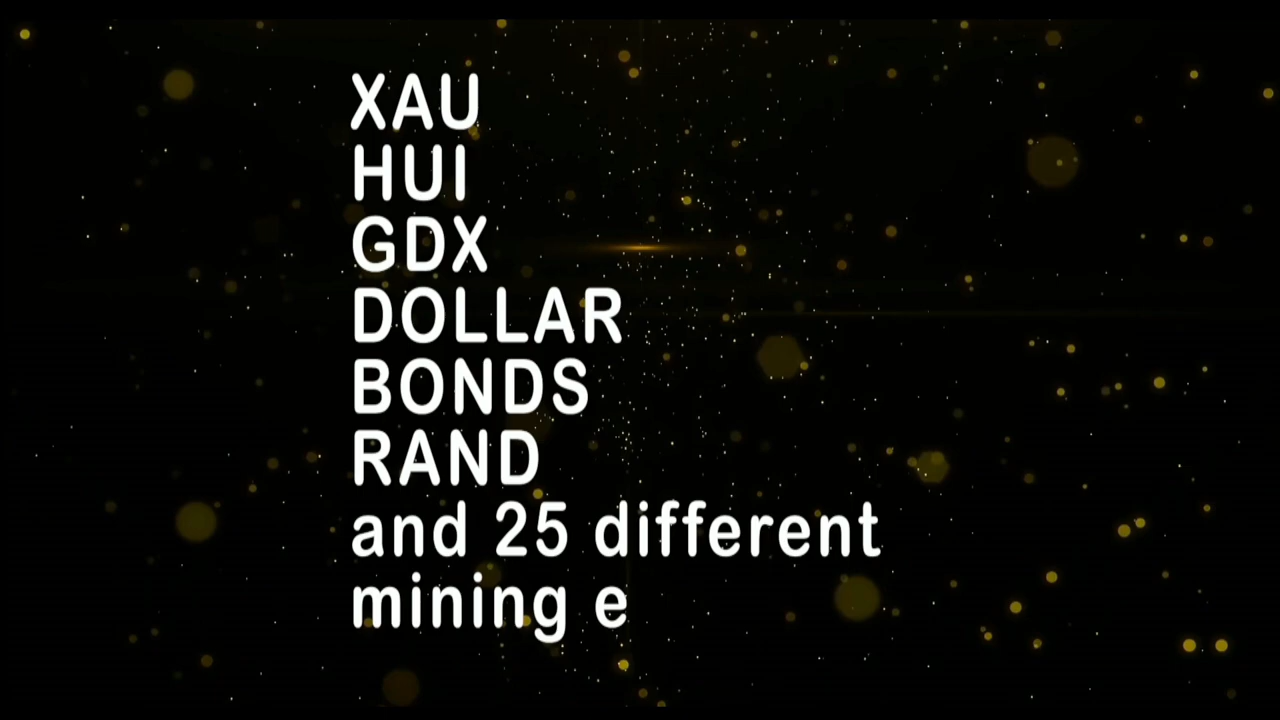 XAU
HUI
GDX
DOLLAR
BONDS
RAND
and 25 different
mining e